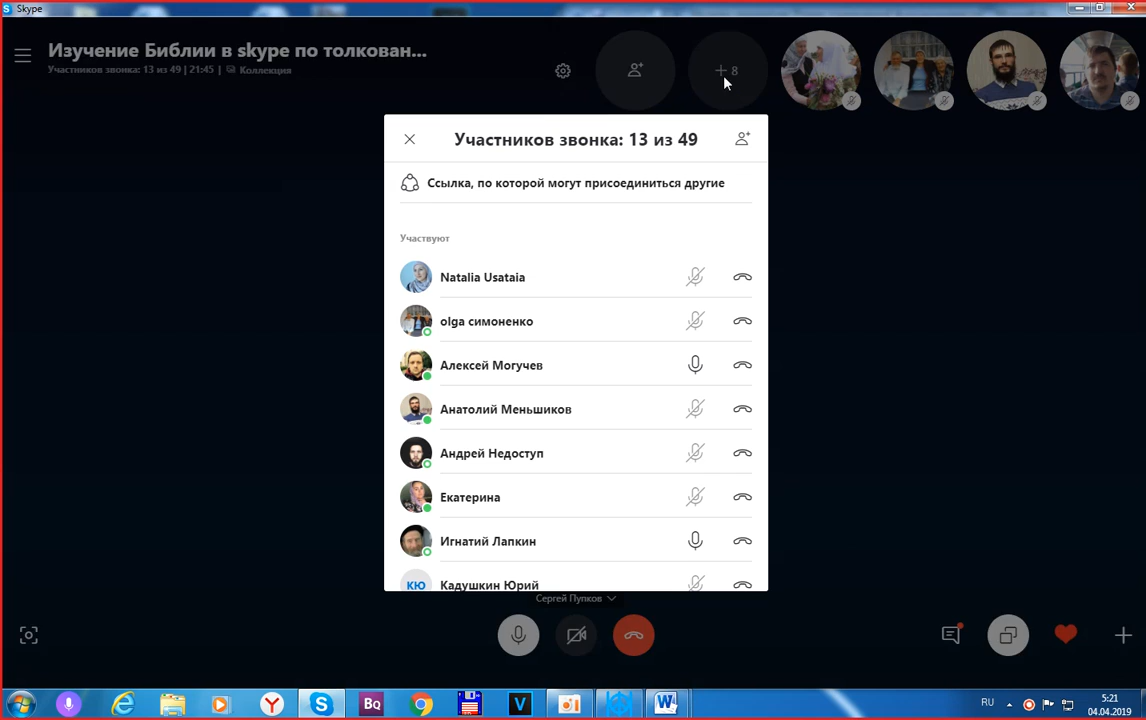 Skype
Изучение Библии в skype по толкован...
Участников звонка: 13 из 49 | 21:45 | Коллекция
8
Участников звонка: 13 из 49
Ссылка, по которой могут присоединиться другие
Участвуют
Natalia Usataia
olga симоненко
Алексей Могучев
Анатолий Меньшиков
Андрей Недоступ
Екатерина
Игнатий Лапкин
КЮ Кадушкин Юрий
Сергей Пупков
Bq
RU
5:21
04.04.2019